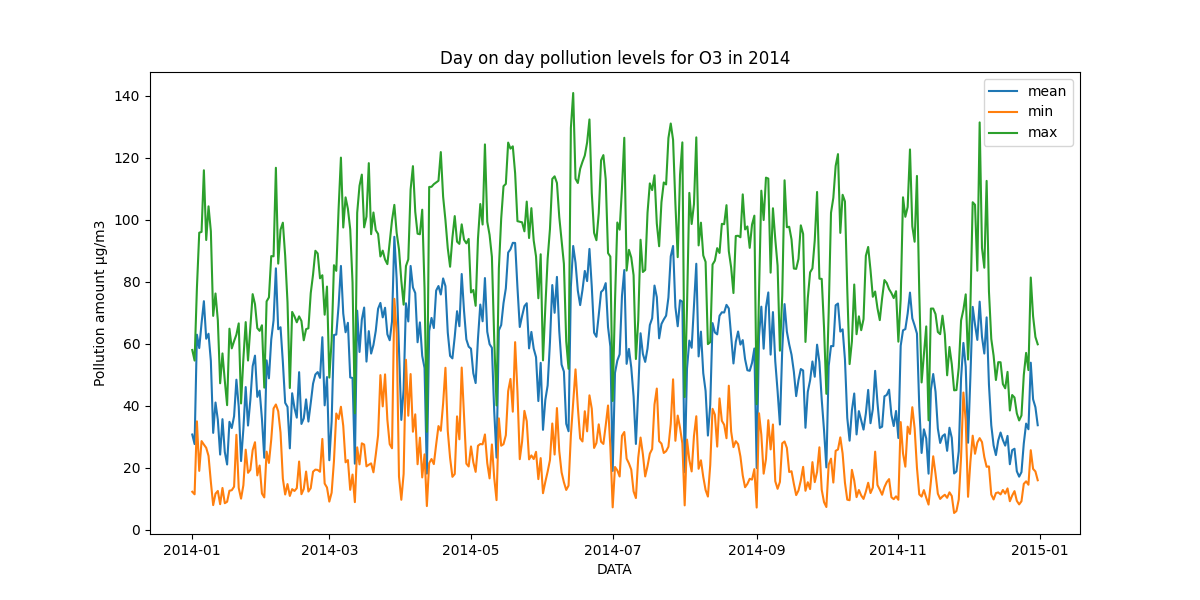 Day on day pollution levels for O3 in 2014
mean
min
max
Pollution amount µg/m3
140
120
100
80
60
40
20
0
2014-01
2014-03
2014-05
2014-07
2014-09
2014-11
2015-01
DATA